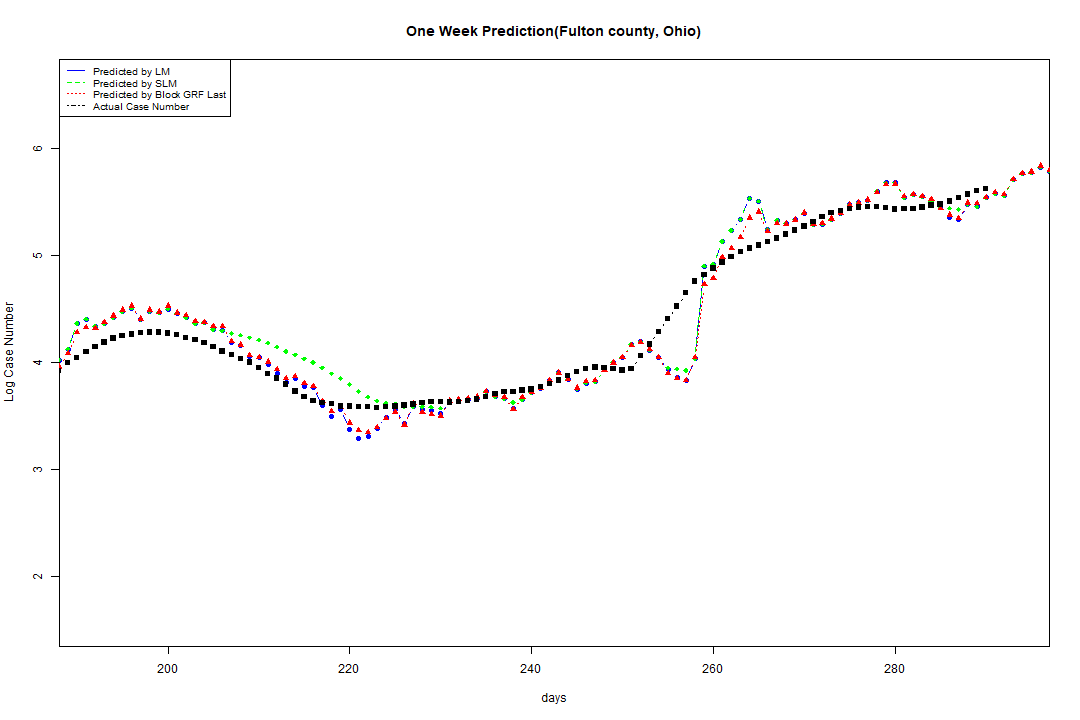 One Week Prediction(Fulton county, Ohio)
Predicted by LM
Predicted by SLM
Predicted by Block GRF Last
Actual Case Number
Log Case Number
6
5
4
3
2
200 220 240 260 280
days